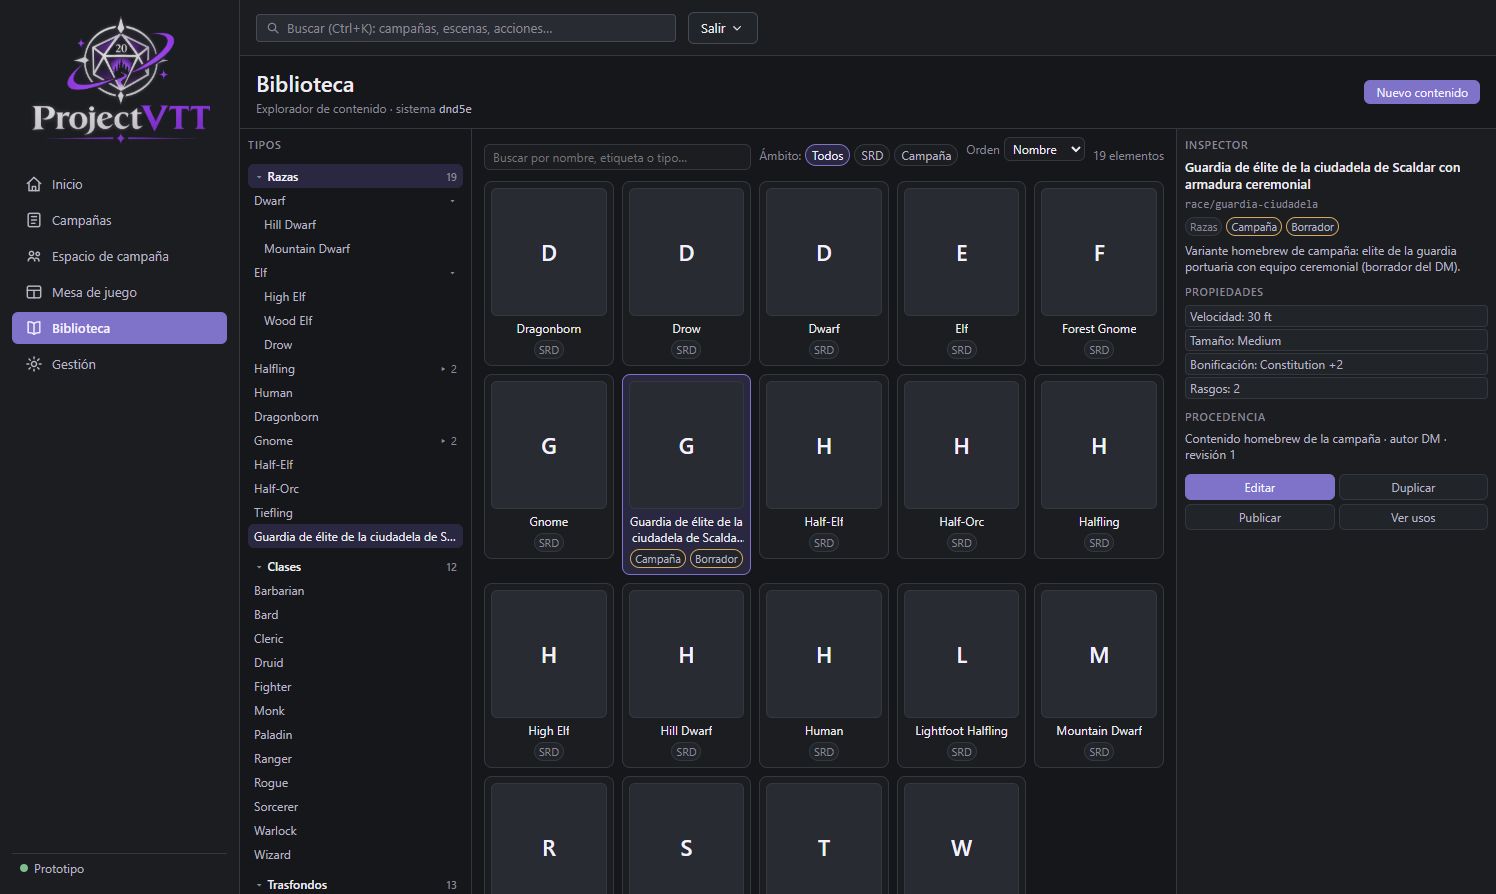 20
ProjectVTT
Inicio
Campañas
Espacio de campaña
Mesa de juego
Biblioteca
Gestión
Prototipo
Buscar (Ctrl+K): campañas, escenas, acciones...
Salir
Biblioteca
Explorador de contenido · sistema dnd5e
Nuevo contenido
TIPOS
Razas 19
Dwarf
Hill Dwarf
Mountain Dwarf
Elf
High Elf
Wood Elf
Drow
Halfling 2
Human
Dragonborn
Gnome 2
Half-Elf
Half-Orc
Tiefling
Guardia de élite de la ciudadela de S...
Clases 12
Barbarian
Bard
Cleric
Druid
Fighter
Monk
Paladin
Ranger
Rogue
Sorcerer
Warlock
Wizard
Trasfondos 13
Buscar por nombre, etiqueta o tipo...
Ámbito: Todos SRD Campaña Orden Nombre 19 elementos
D D D E F
Dragonborn Drow Dwarf Elf Forest Gnome
SRD SRD SRD SRD SRD
G G H H H
Gnome Guardia de élite de la Half-Elf Half-Orc Halfling
ciudadela de Scalda...
SRD Campaña Borrador SRD SRD SRD
H H H L M
High Elf Hill Dwarf Human Lightfoot Halfling Mountain Dwarf
SRD SRD SRD SRD SRD
R S T W
INSPECTOR
Guardia de élite de la ciudadela de Scaldar con
armadura ceremonial
race/guardia-ciudadela
Razas Campaña Borrador
Variante homebrew de campaña: elite de la guardia
portuaria con equipo ceremonial (borrador del DM).
PROPIEDADES
Velocidad: 30 ft
Tamaño: Medium
Bonificación: Constitution +2
Rasgos: 2
PROCEDENCIA
Contenido homebrew de la campaña · autor DM ·
revisión 1
Editar Duplicar
Publicar Ver usos